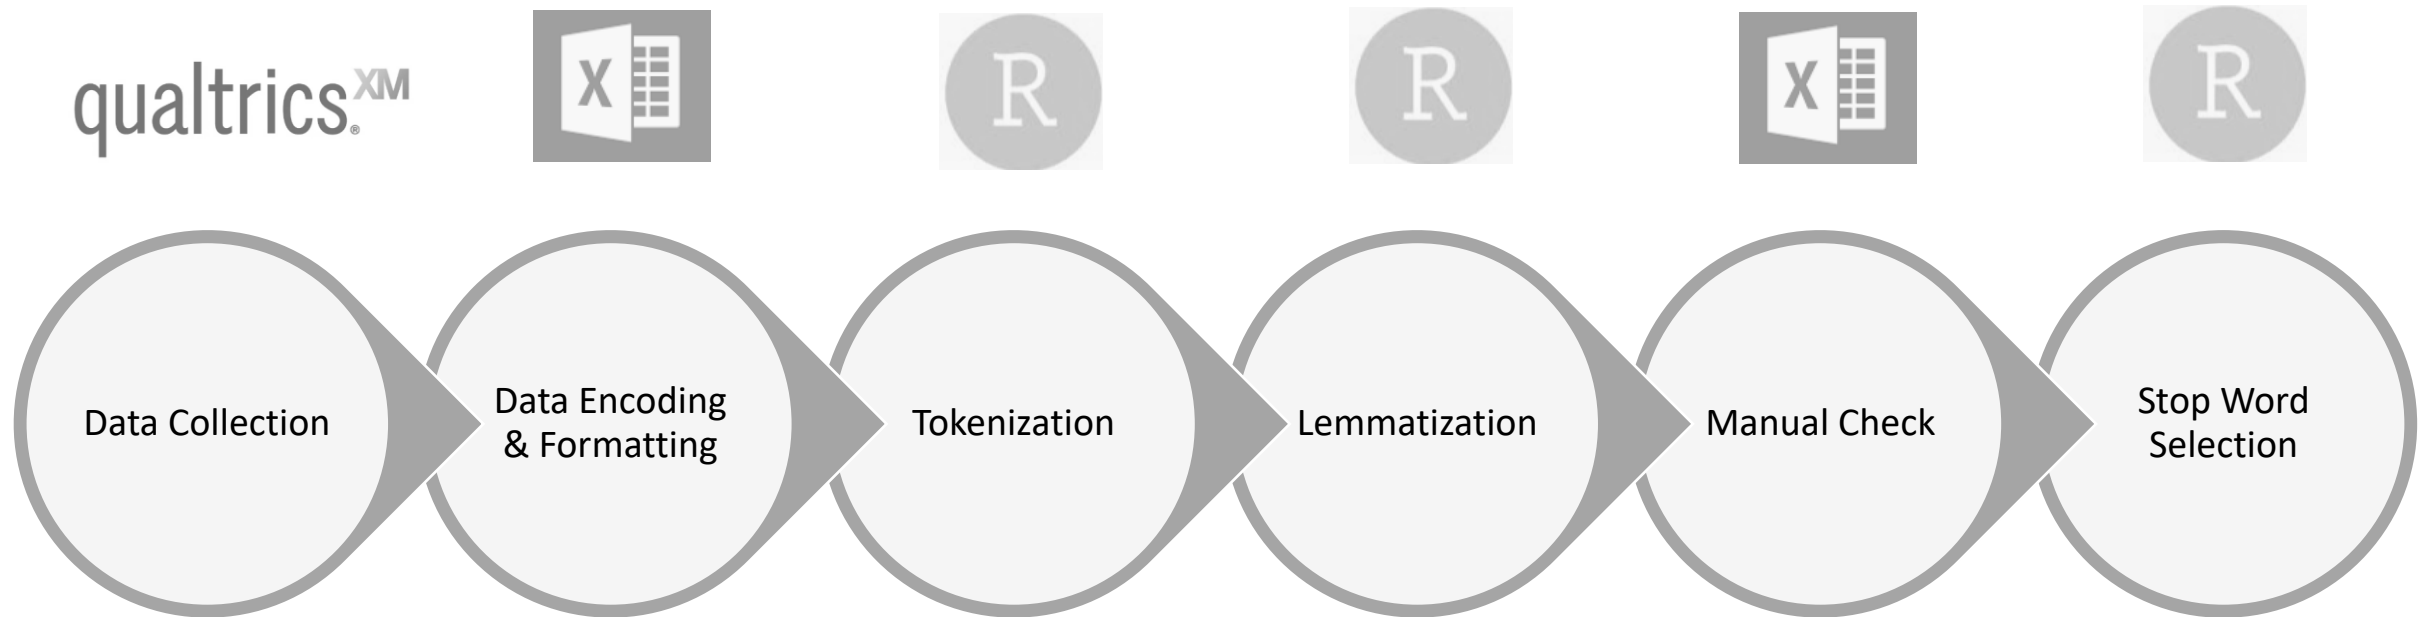 qualtrics.XM
®
X
R
R
X
R
Data Collection
Data Encoding
& Formatting
Tokenization
Lemmatization
Manual Check
Stop Word
Selection